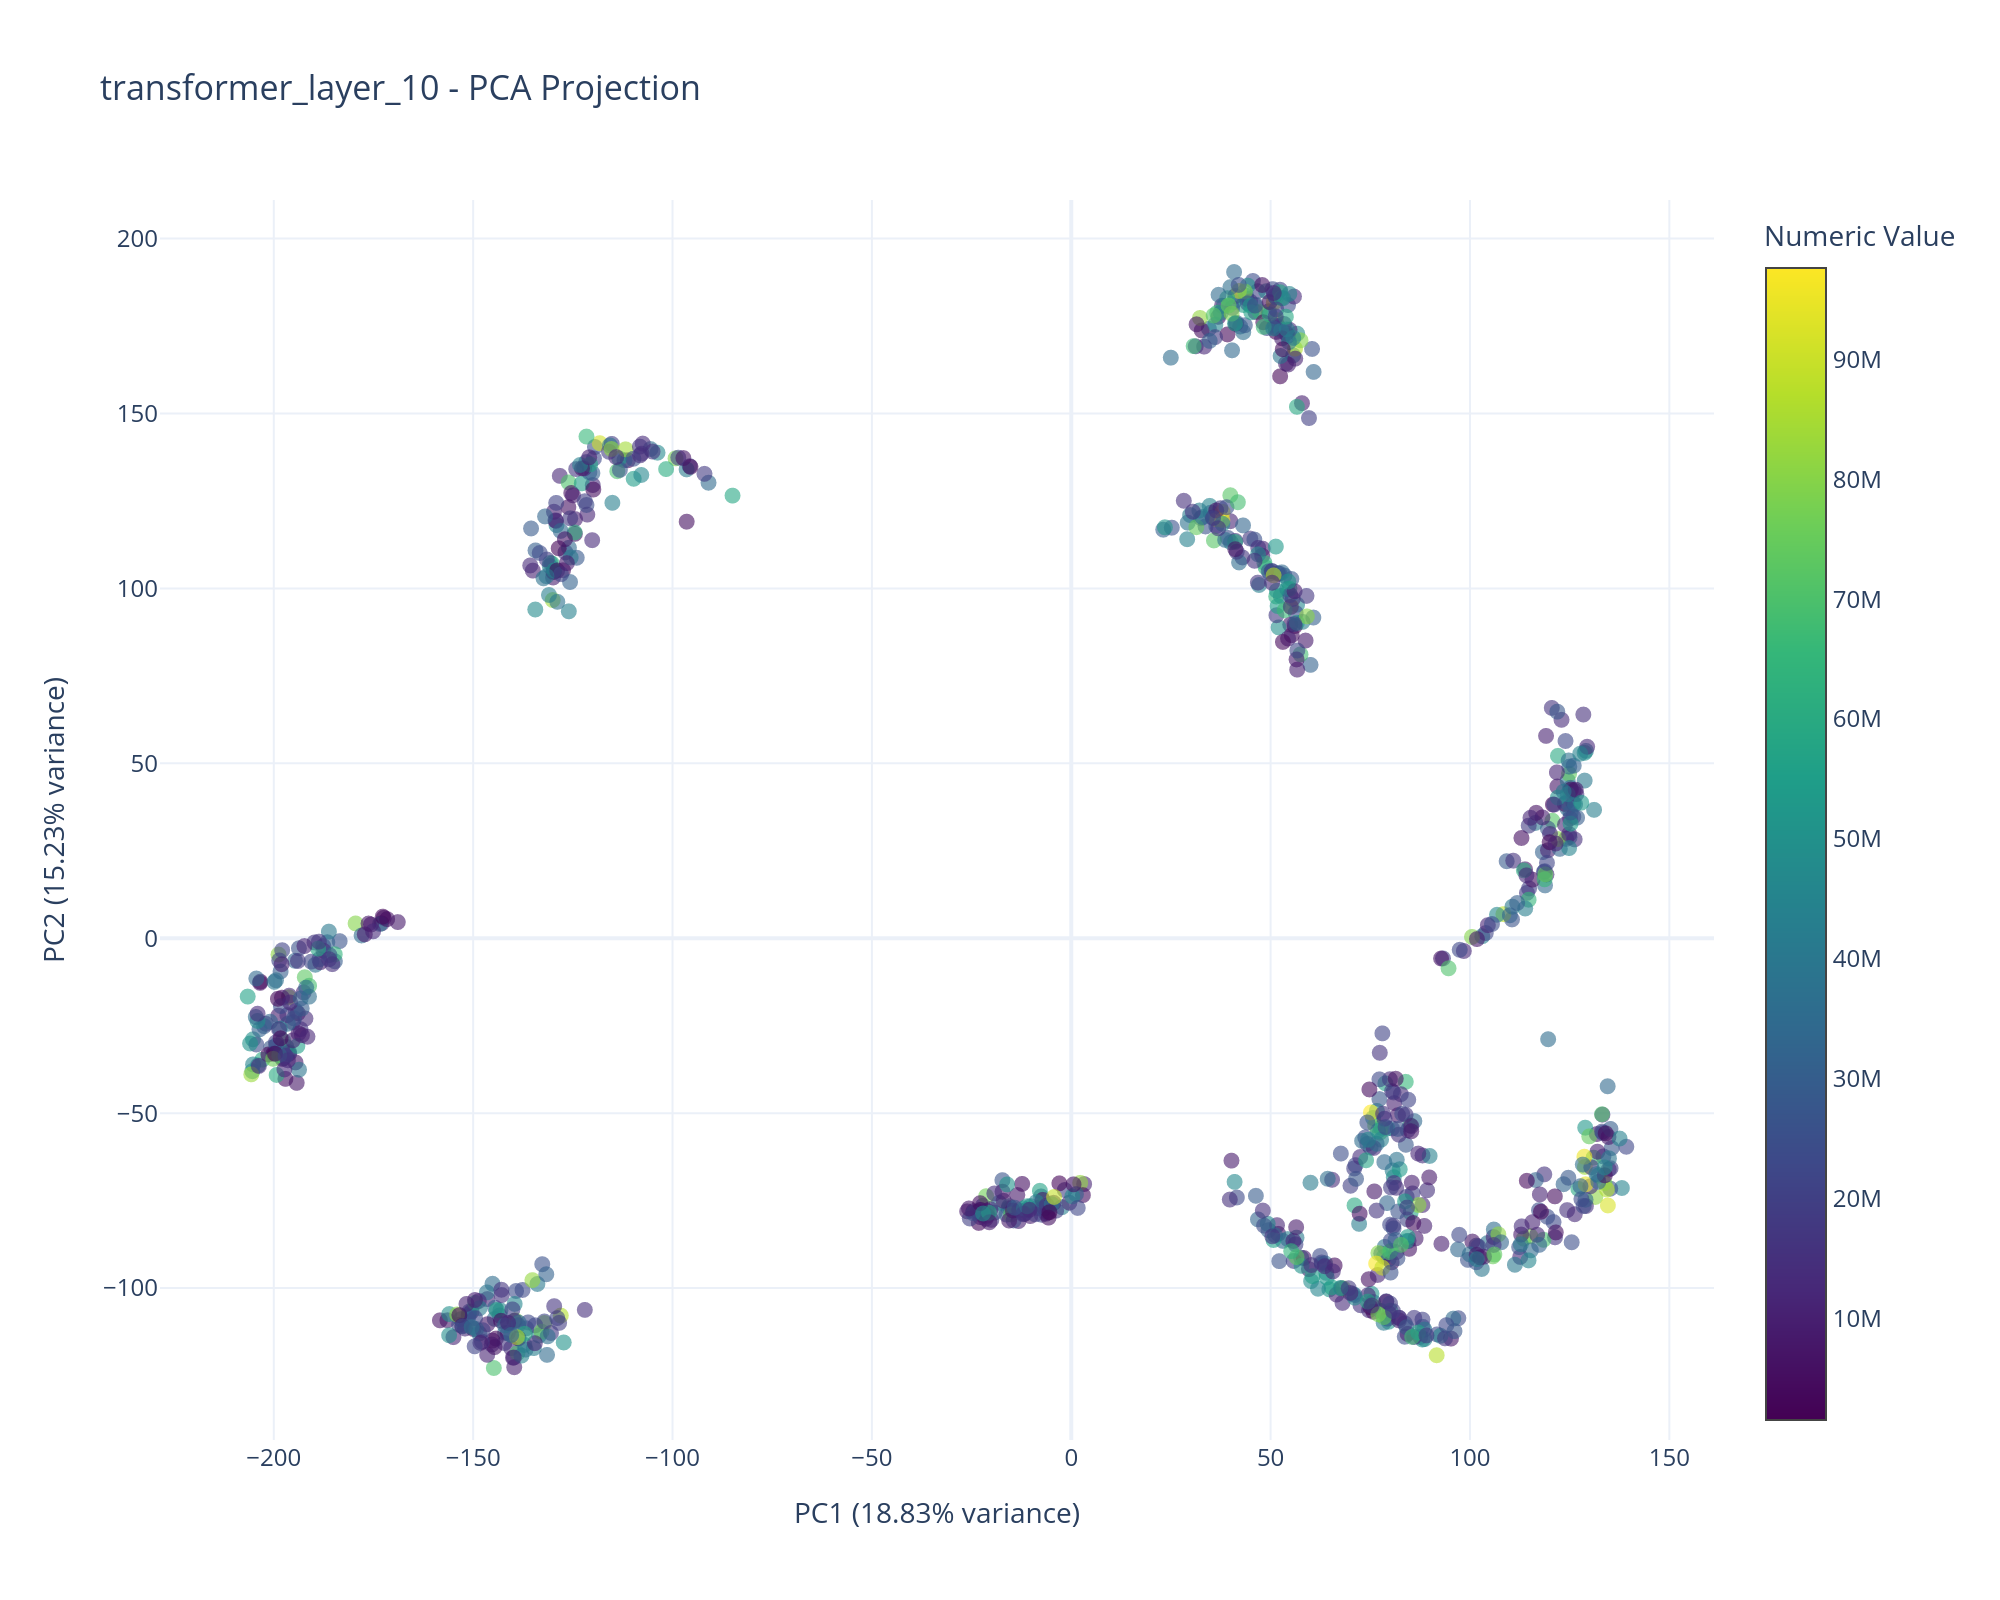 transformer_layer_10 - PCA Projection
Numeric Value
200
150
100
50
0
−50
−100
90M
80M
70M
60M
50M
40M
30M
20M
10M
−200
−150
−100
−50
0
50
100
150
PC1 (18.83% variance)
PC2 (15.23% variance)